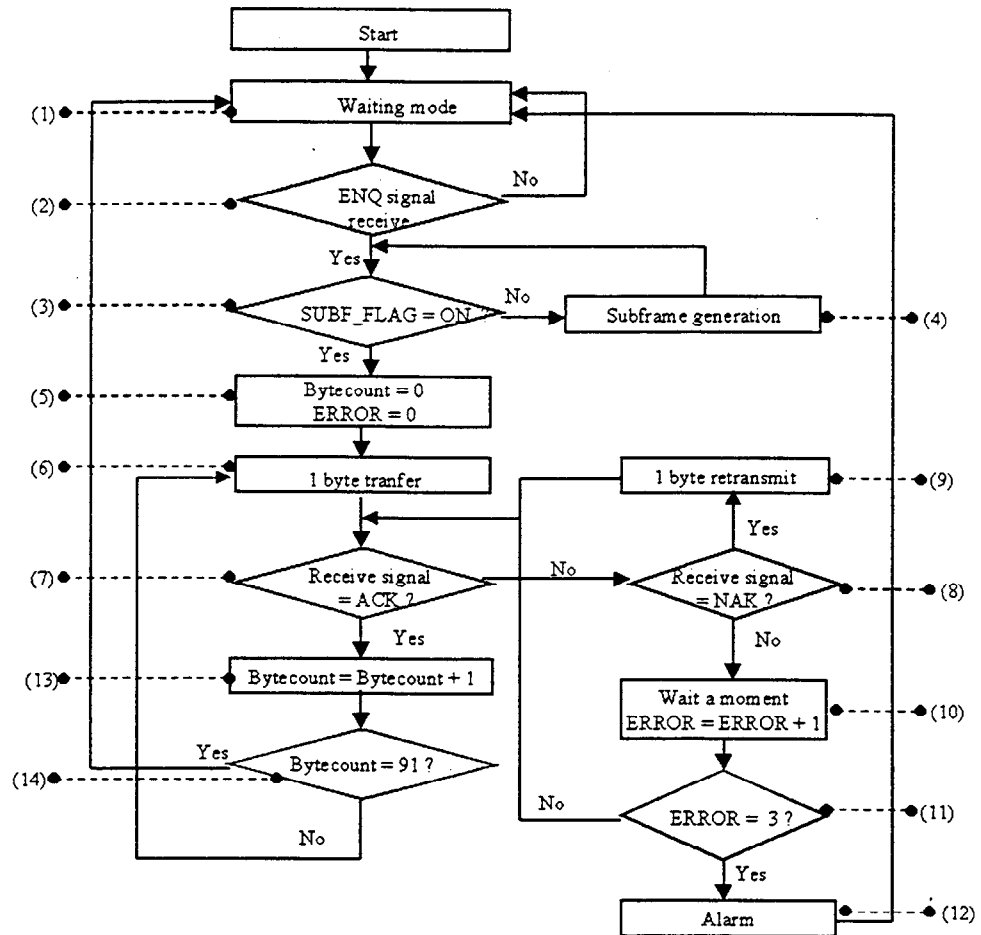 Start
Waiting mode
(1)
No
ENQ signal
receive
(2)
Yes
(3)
SUBF_FLAG = ON
No
Subframe generation
(4)
Yes
Bytecount = 0
ERROR = 0
(5)
(6)
1 byte tranfer
1 byte retransmit
(9)
Yes
(7)
Receive signal
= ACK ?
No
Receive signal
= NAK ?
(8)
Yes
No
(13)
Bytecount = Bytecount + 1
Wait a moment
ERROR = ERROR + 1
(10)
Yes
Bytecount = 91 ?
(14)
No
No
ERROR = 3 ?
(11)
Yes
Alarm
(12)